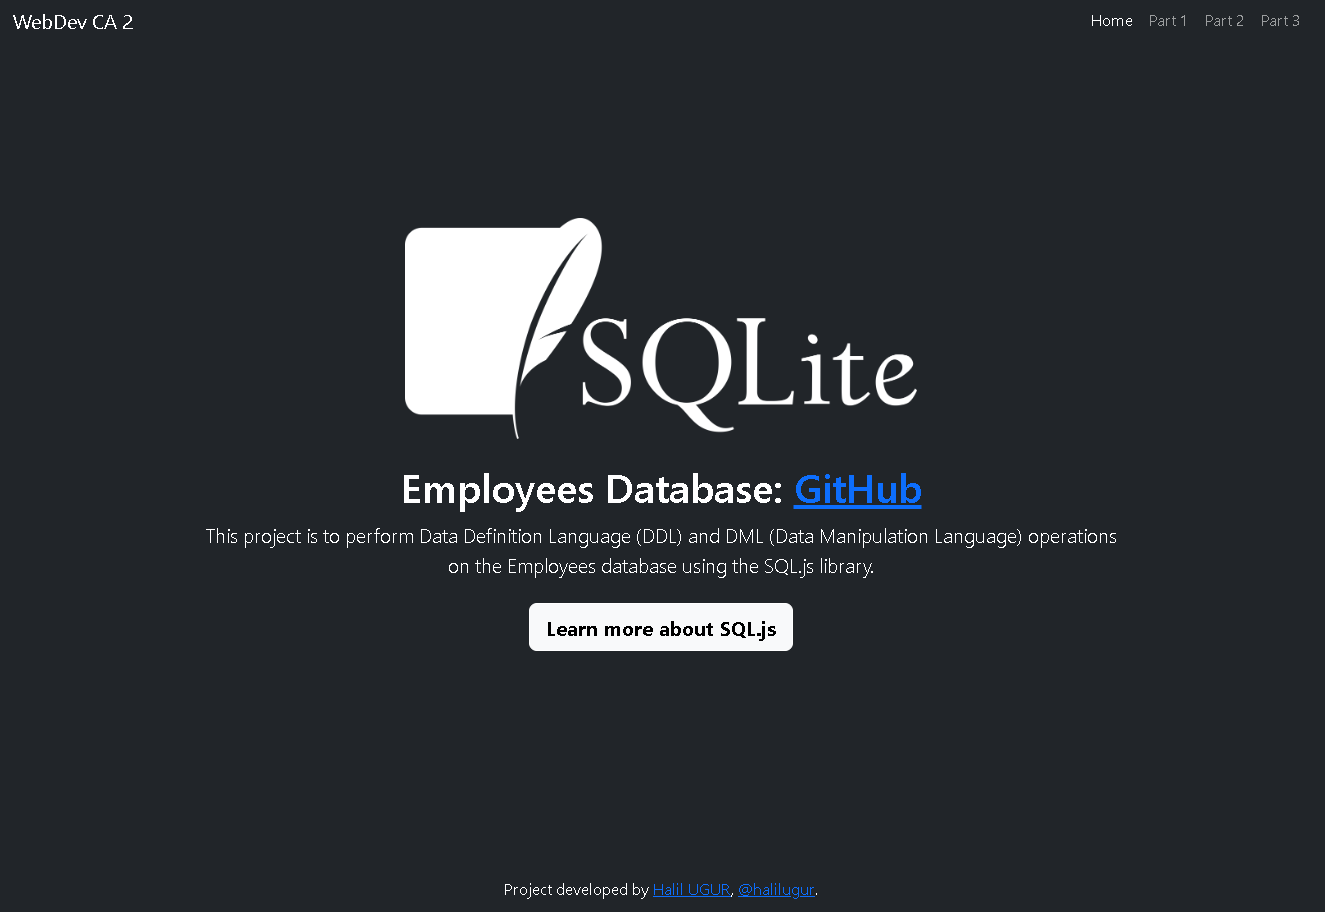 WebDev CA 2
Home Part 1 Part 2 Part 3
SQLite
Employees Database: GitHub
This project is to perform Data Definition Language (DDL) and DML (Data Manipulation Language) operations
on the Employees database using the SQL.js library.
Learn more about SQL.js
Project developed by Halil UGUR, @halilugur.